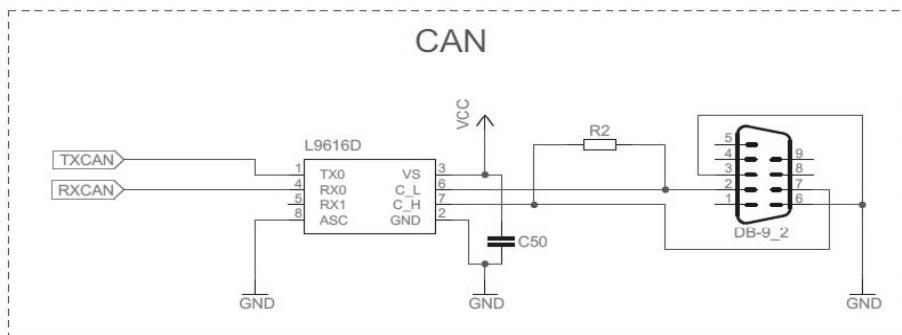 CAN
VCC
R2
L9616D
TXCAN
RXCAN
1 TX0 VS 3
4 RX0 C_L 6
5 RX1 C_H 7
8 ASC GND 2
C50
5
4 9
3 8
2 7
1 6
DB-9_2
GND GND GND